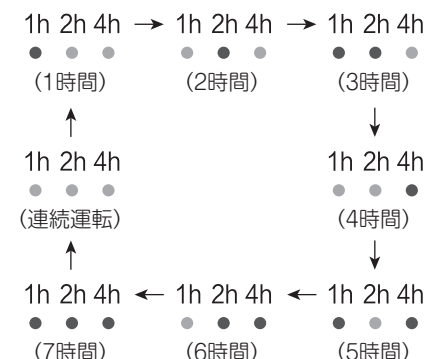 1h 2h 4h → 1h 2h 4h → 1h 2h 4h
(1時間) (2時間) (3時間)
1h 2h 4h 1h 2h 4h
(連続運転) (4時間)
1h 2h 4h ← 1h 2h 4h ← 1h 2h 4h
(7時間) (6時間) (5時間)